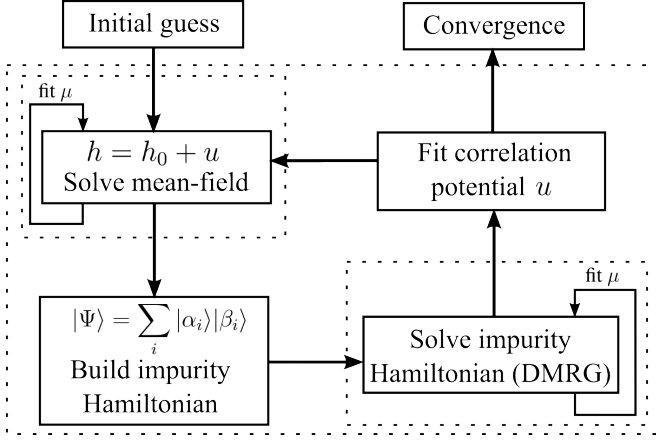 Initial guess
Convergence
fit μ
h = h₀ + u
Solve mean-field
Fit correlation
potential u
|Ψ⟩ = ∑ᵢ |αᵢ⟩|βᵢ⟩
Build impurity
Hamiltonian
fit μ
Solve impurity
Hamiltonian (DMRG)